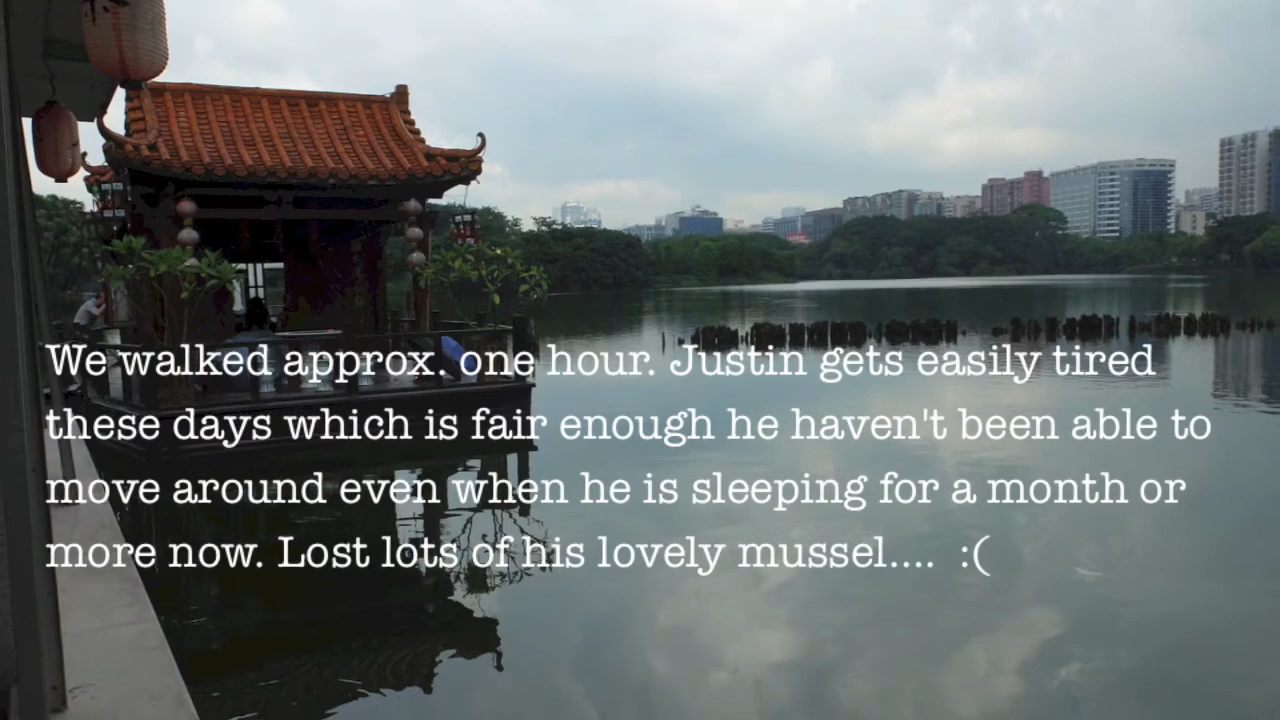 We walked approx. one hour. Justin gets easily tired
these days which is fair enough he haven't been able to
move around even when he is sleeping for a month or
more now. Lost lots of his lovely mussel.... :(